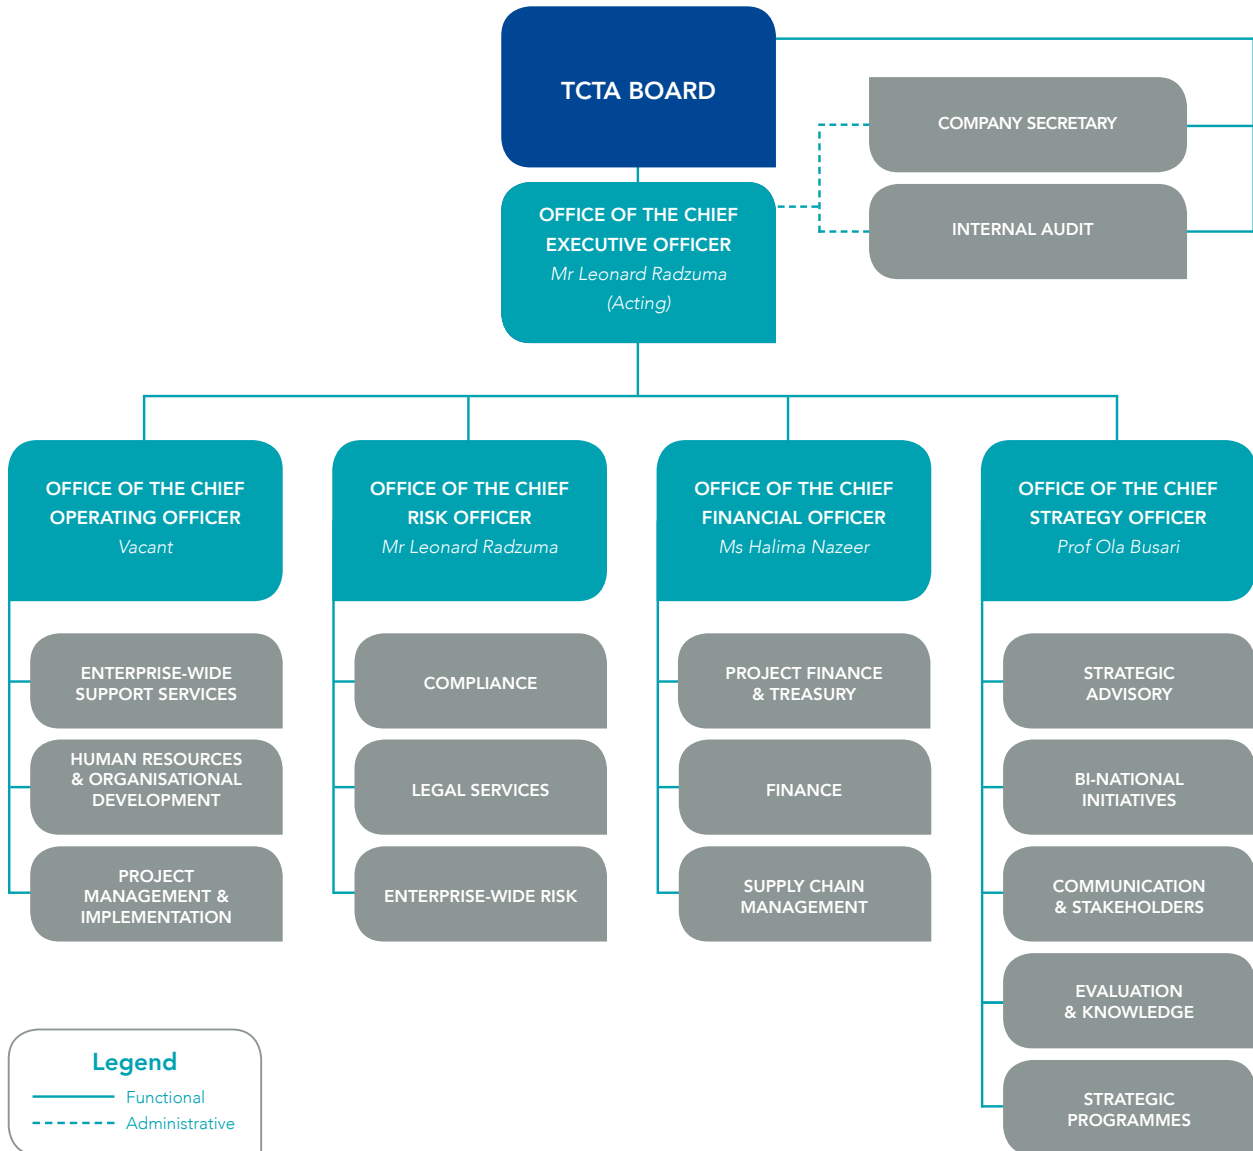 TCTA BOARD
COMPANY SECRETARY
INTERNAL AUDIT
OFFICE OF THE CHIEF
EXECUTIVE OFFICER
Mr Leonard Radzuma
(Acting)
OFFICE OF THE CHIEF
OPERATING OFFICER
Vacant
ENTERPRISE-WIDE
SUPPORT SERVICES
HUMAN RESOURCES
& ORGANISATIONAL
DEVELOPMENT
PROJECT
MANAGEMENT &
IMPLEMENTATION
OFFICE OF THE CHIEF
RISK OFFICER
Mr Leonard Radzuma
COMPLIANCE
LEGAL SERVICES
ENTERPRISE-WIDE RISK
OFFICE OF THE CHIEF
FINANCIAL OFFICER
Ms Halima Nazeer
PROJECT FINANCE
& TREASURY
FINANCE
SUPPLY CHAIN
MANAGEMENT
OFFICE OF THE CHIEF
STRATEGY OFFICER
Prof Ola Busari
STRATEGIC
ADVISORY
BI-NATIONAL
INITIATIVES
COMMUNICATION
& STAKEHOLDERS
EVALUATION
& KNOWLEDGE
STRATEGIC
PROGRAMMES
Legend
Functional
Administrative